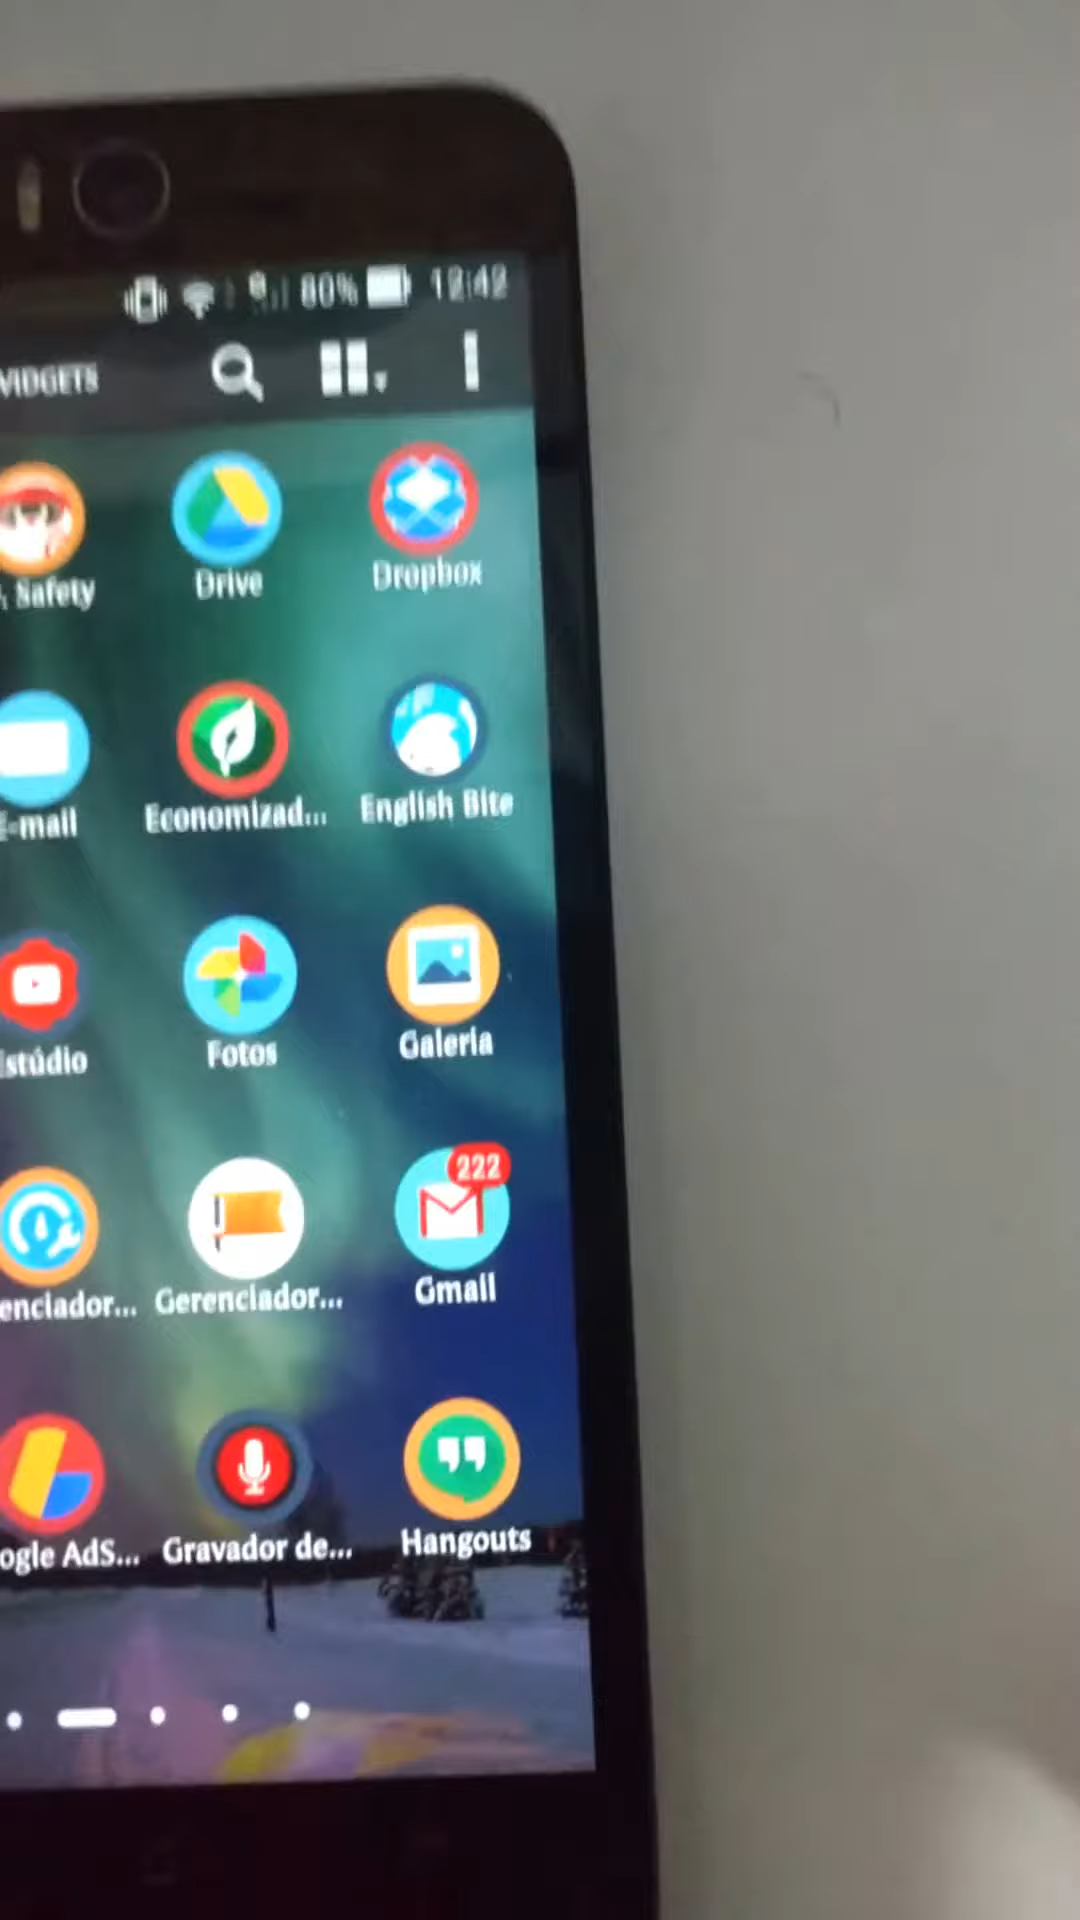 80% 12:42
WIDGETS
Safety Drive Dropbox
E-mail Economizad... English Bite
Estúdio Fotos Galeria
222
enciador... Gerenciador... Gmail
ogle AdS... Gravador de... Hangouts